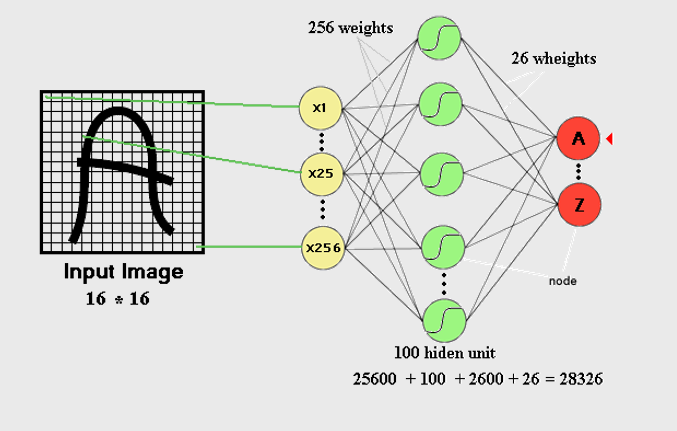 256 weights
26 wheights
x1
x25
x256
A
Z
node
Input Image
16 * 16
100 hiden unit
25600 + 100 + 2600 + 26 = 28326